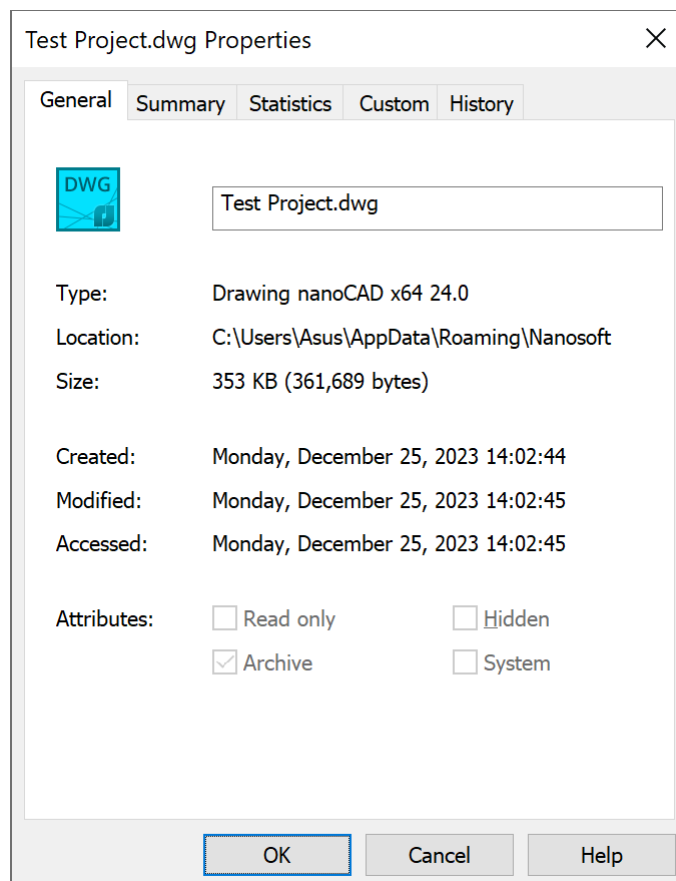 Test Project.dwg Properties
General Summary Statistics Custom History
DWG
Test Project.dwg
Type: Drawing nanoCAD x64 24.0
Location: C:\Users\Asus\AppData\Roaming\Nanosoft
Size: 353 KB (361,689 bytes)
Created: Monday, December 25, 2023 14:02:44
Modified: Monday, December 25, 2023 14:02:45
Accessed: Monday, December 25, 2023 14:02:45
Attributes: Read only Hidden
Archive System
OK Cancel Help